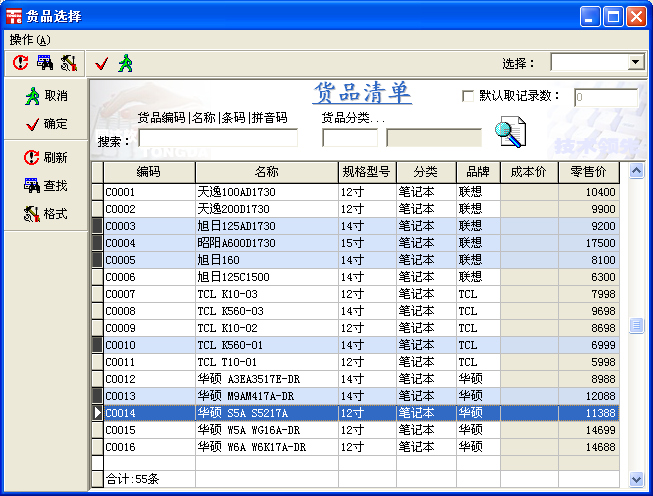 货品选择
操作(A)
选择：
取消
确定
刷新
查找
格式
货品清单
默认取记录数： 0
货品编码|名称|条码|拼音码 货品分类...
搜索：
技术领先
编码 名称 规格型号 分类 品牌 成本价 零售价
C0001 天逸100AD1730 12寸 笔记本 联想 10400
C0002 天逸200D1730 12寸 笔记本 联想 9900
C0003 旭日125AD1730 14寸 笔记本 联想 9200
C0004 昭阳A600D1730 15寸 笔记本 联想 17500
C0005 旭日160 14寸 笔记本 联想 8100
C0006 旭日125C1500 14寸 笔记本 联想 6300
C0007 TCL K10-03 12寸 笔记本 TCL 7998
C0008 TCL K560-03 14寸 笔记本 TCL 9698
C0009 TCL K10-02 12寸 笔记本 TCL 8698
C0010 TCL K560-01 14寸 笔记本 TCL 6999
C0011 TCL T10-01 12寸 笔记本 TCL 5998
C0012 华硕 A3EA3517E-DR 14寸 笔记本 华硕 8988
C0013 华硕 M9AM417A-DR 14寸 笔记本 华硕 12088
C0014 华硕 S5A S5217A 12寸 笔记本 华硕 11388
C0015 华硕 W5A WG16A-DR 12寸 笔记本 华硕 14699
C0016 华硕 W6A W6K17A-DR 12寸 笔记本 华硕 14688
合计:55条